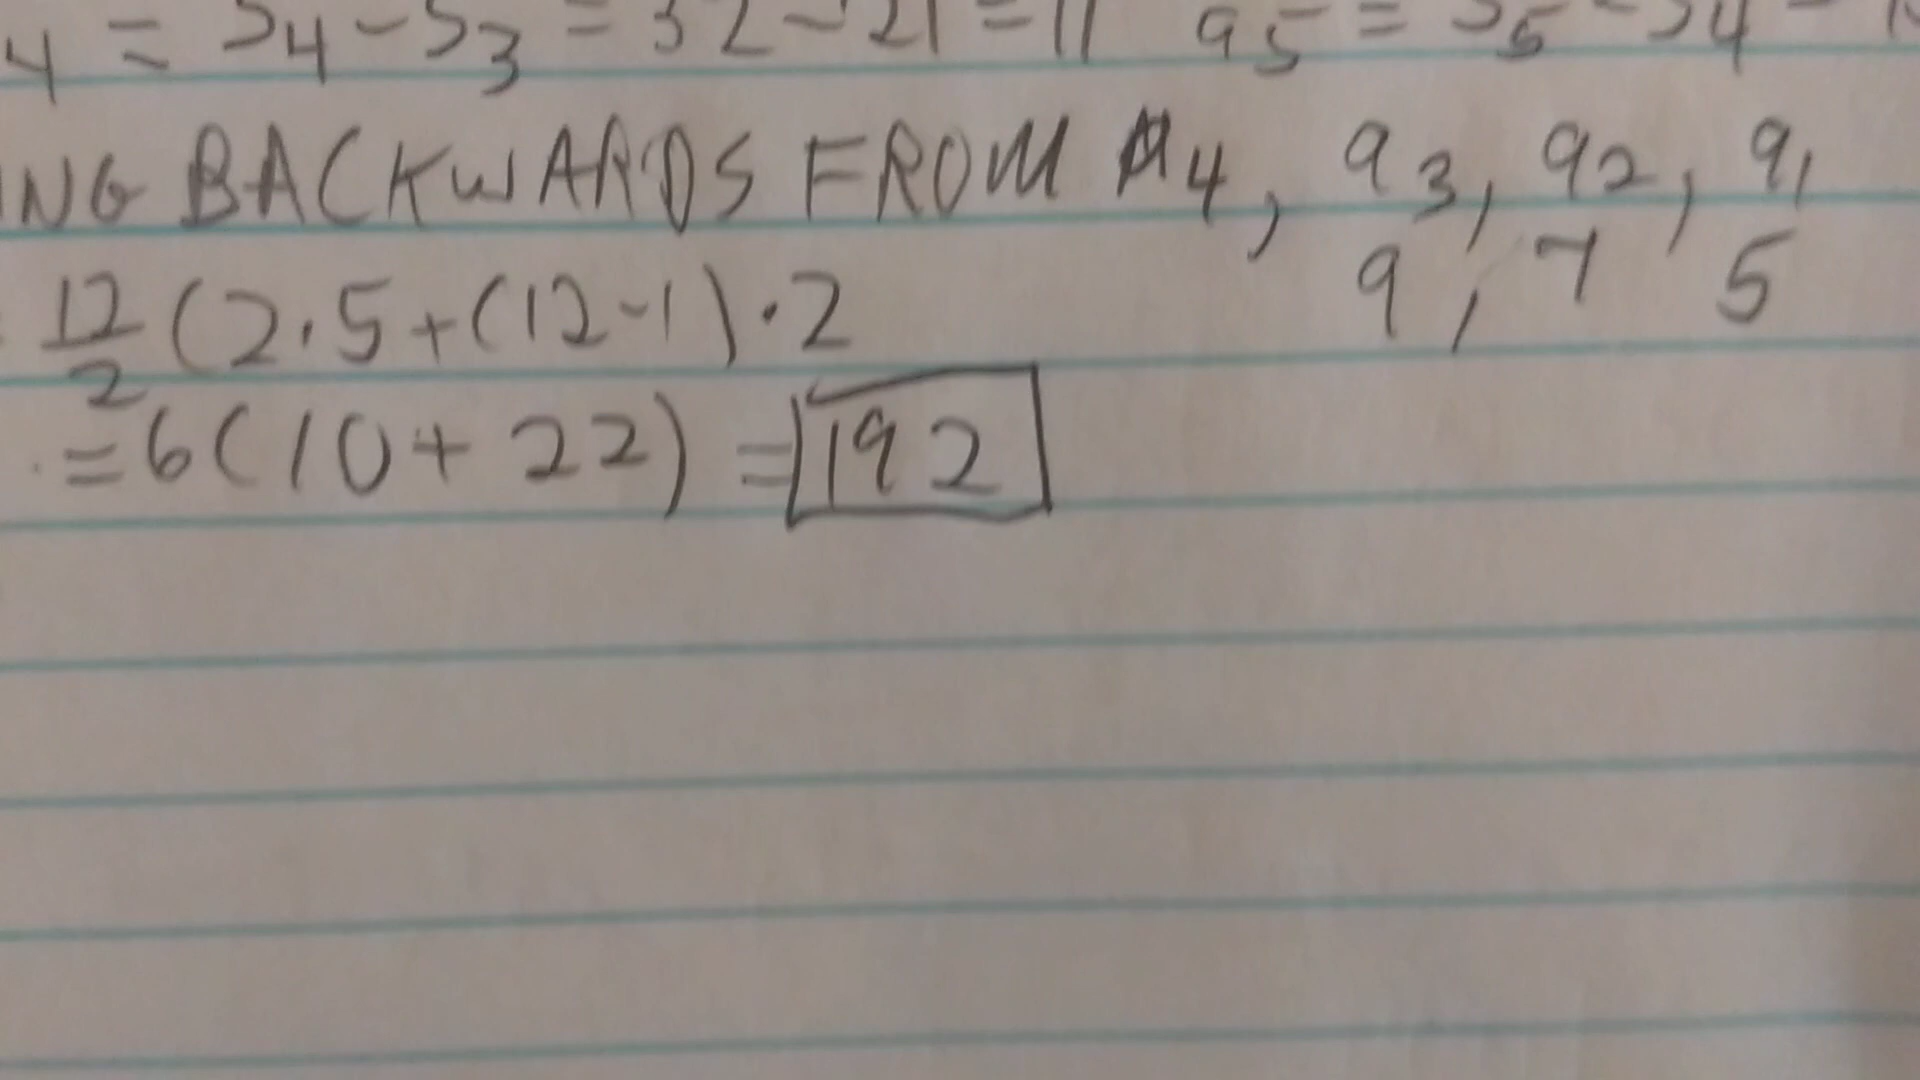 4 = S4 - S3 = 32 - 21 = 11 a5 = S5 - S4 =
NG BACKWARDS FROM A4, a3, a2, a1
9, 7 5
12/2 (2·5+(12-1)·2
= 6(10+22) = 192